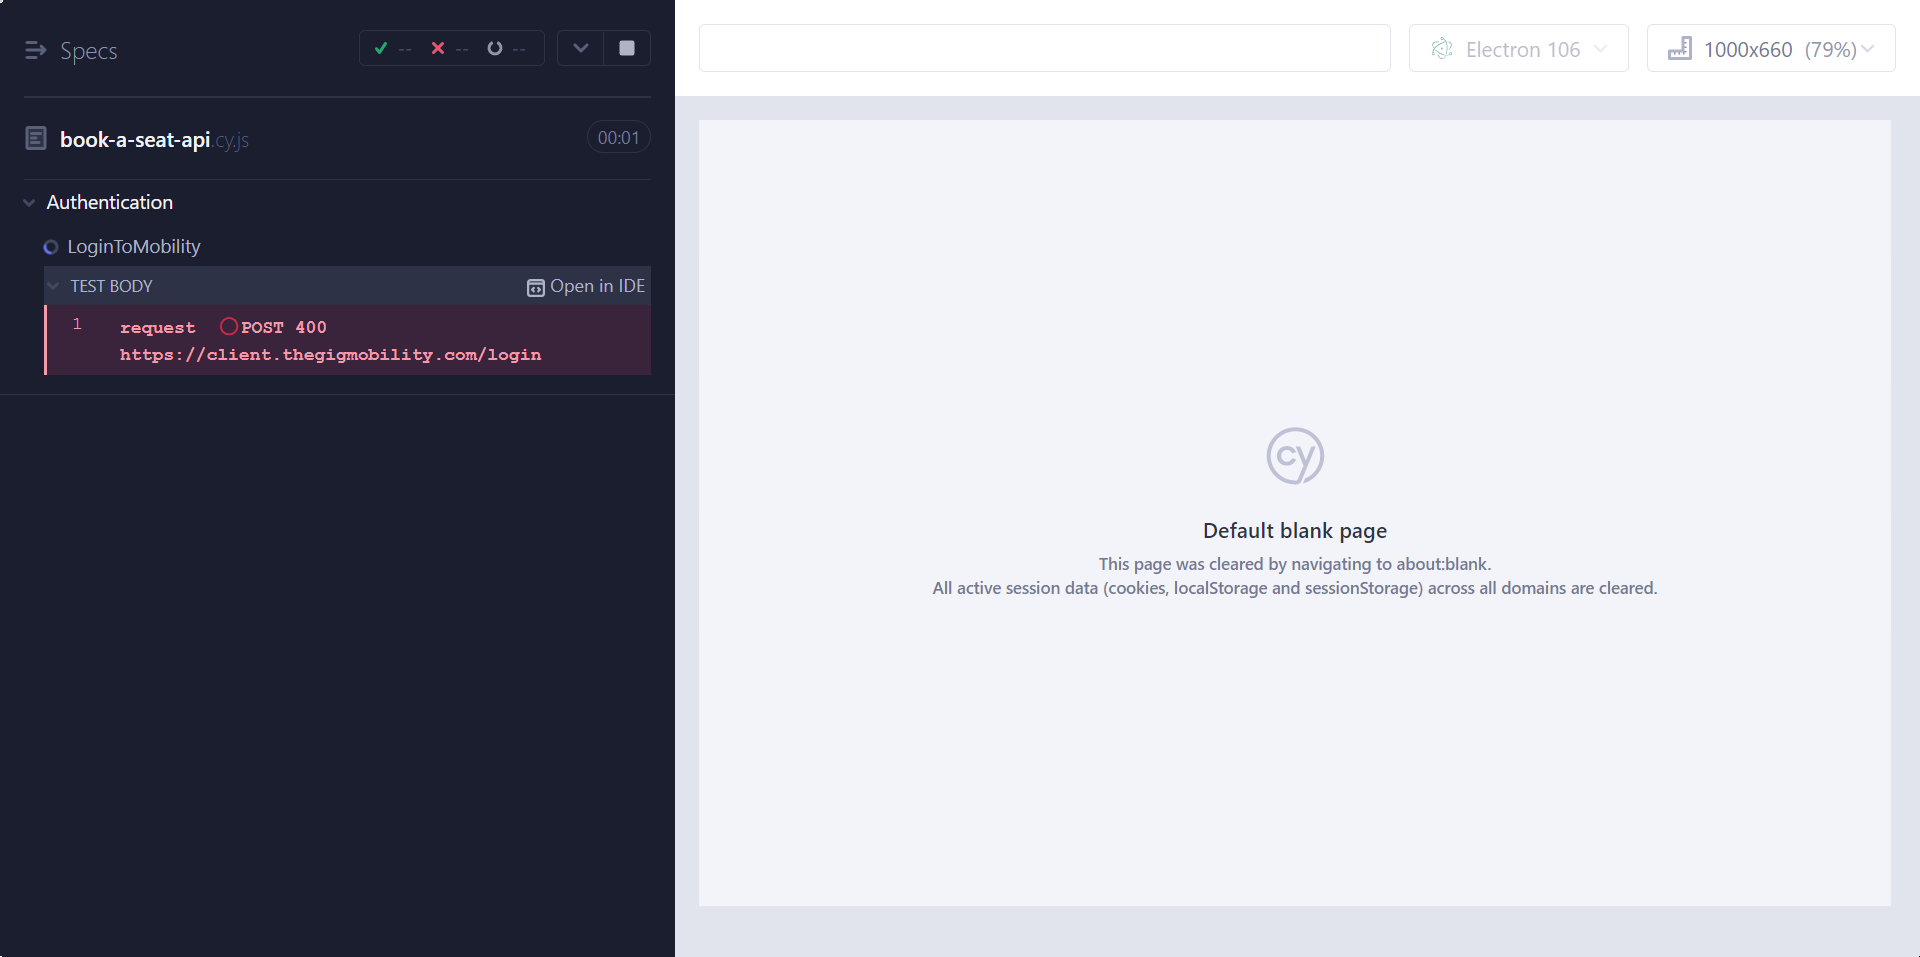 Specs
-- -- --
book-a-seat-api.cy.js
00:01
Authentication
LoginToMobility
TEST BODY
Open in IDE
1 request POST 400
https://client.thegigmobility.com/login
Electron 106
1000x660 (79%)
cy
Default blank page
This page was cleared by navigating to about:blank.
All active session data (cookies, localStorage and sessionStorage) across all domains are cleared.